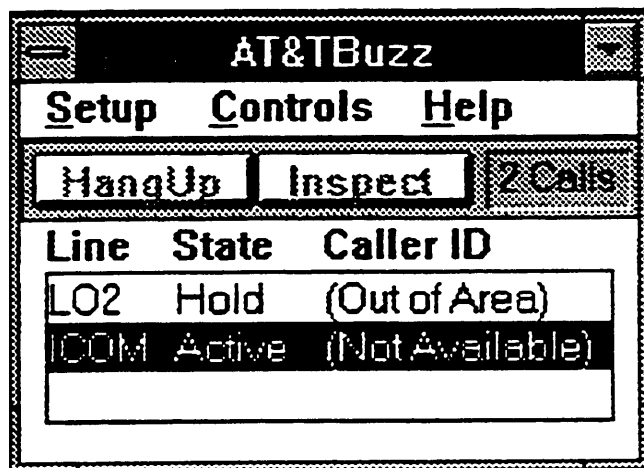 AT&TBuzz
Setup Controls Help
HangUp Inspect 2 Calls
Line State Caller ID
LO2 Hold (Out of Area)
ICOM Active (Not Available)